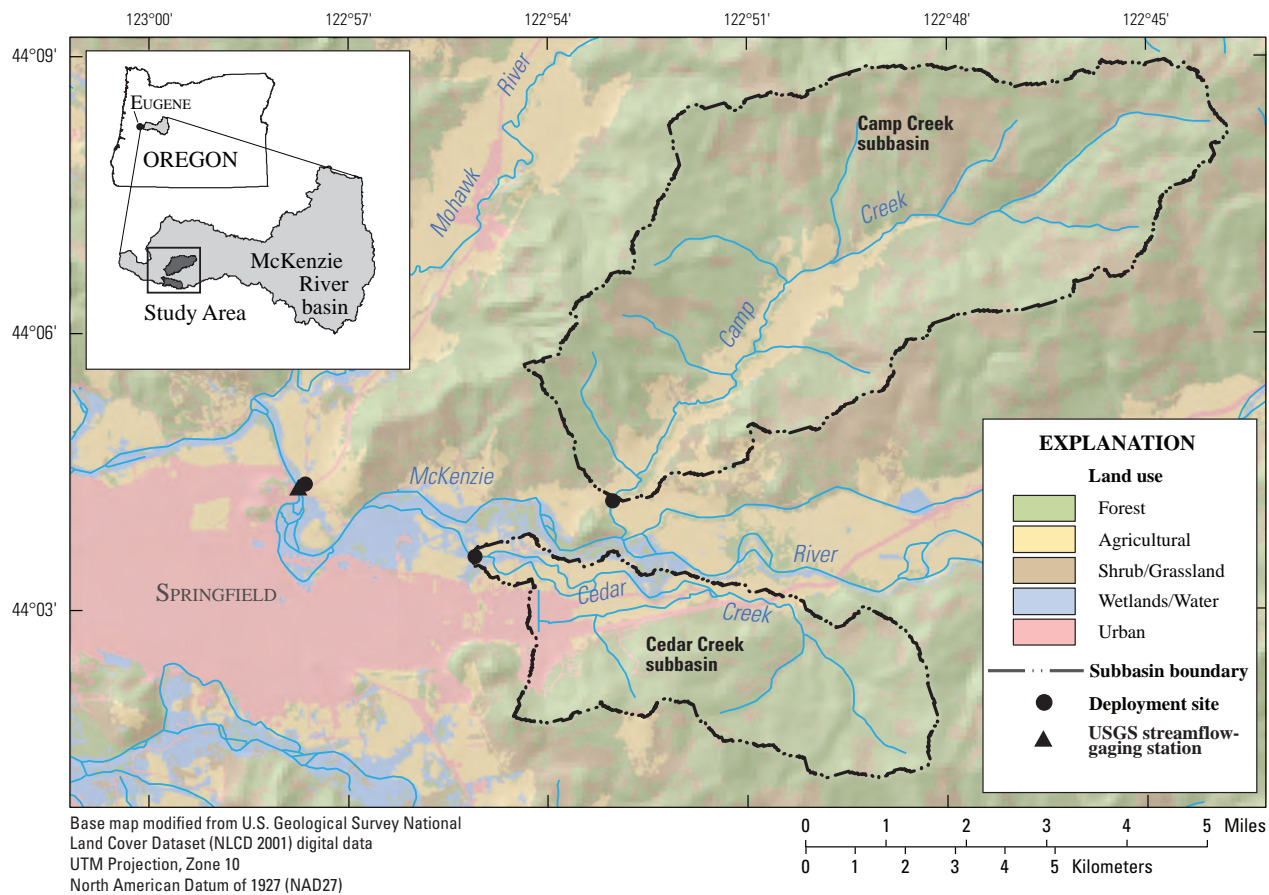 123°00'
122°57'
122°54'
122°51'
122°48'
122°45'
44°09'
44°06'
44°03'
EUGENE
OREGON
McKenzie
River
basin
Study Area
River
Mohawk
Camp Creek
subbasin
Creek
Camp
McKenzie
River
SPRINGFIELD
Cedar
Creek
Cedar Creek
subbasin
EXPLANATION
Land use
Forest
Agricultural
Shrub/Grassland
Wetlands/Water
Urban
Subbasin boundary
Deployment site
USGS streamflow-
gaging station
Base map modified from U.S. Geological Survey National
Land Cover Dataset (NLCD 2001) digital data
UTM Projection, Zone 10
North American Datum of 1927 (NAD27)
0 1 2 3 4 5 Miles
0 1 2 3 4 5 Kilometers